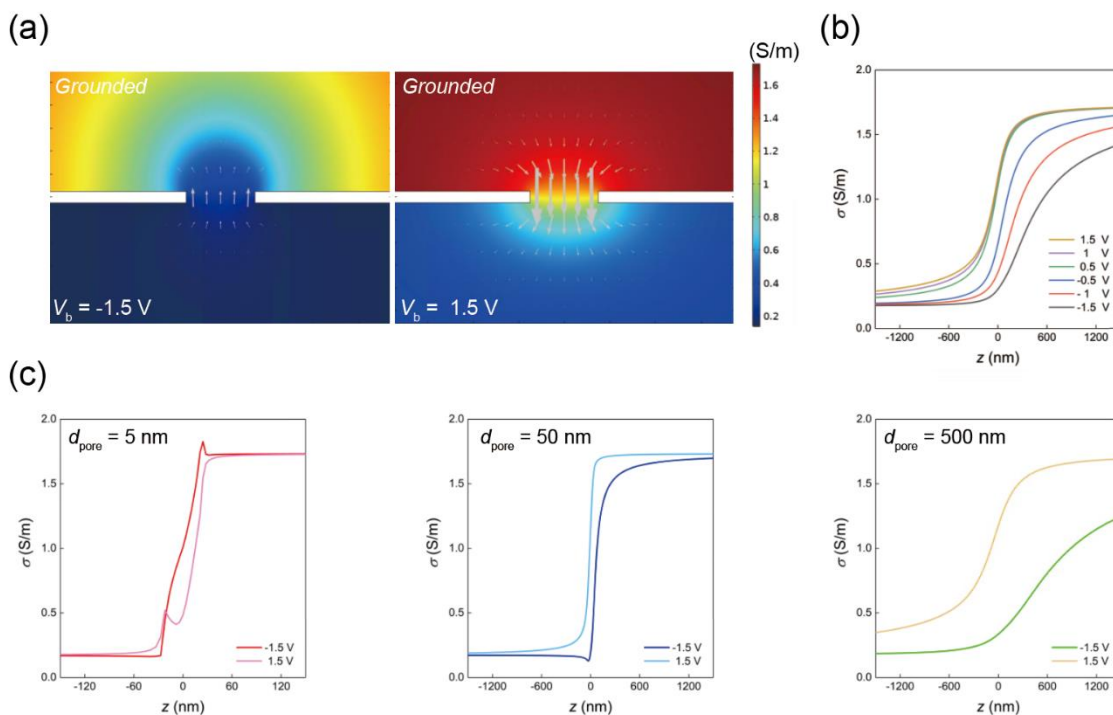 (a)
(S/m)
Grounded
Grounded
1.6
1.4
1.2
1
0.8
0.6
0.4
0.2
Vb = -1.5 V
Vb = 1.5 V
(b)
2.0
1.5
1.0
0.5
0.0
σ (S/m)
1.5 V
1 V
0.5 V
-0.5 V
- 1 V
-1.5 V
-1200 -600 0 600 1200
z (nm)
(c)
dpore = 5 nm
2.0
1.5
1.0
0.5
0.0
σ (S/m)
-1.5 V
1.5 V
-120 -60 0 60 120
z (nm)
dpore = 50 nm
2.0
1.5
1.0
0.5
0.0
σ (S/m)
-1.5 V
1.5 V
-1200 -600 0 600 1200
z (nm)
dpore = 500 nm
2.0
1.5
1.0
0.5
0.0
σ (S/m)
-1.5 V
1.5 V
-1200 -600 0 600 1200
z (nm)